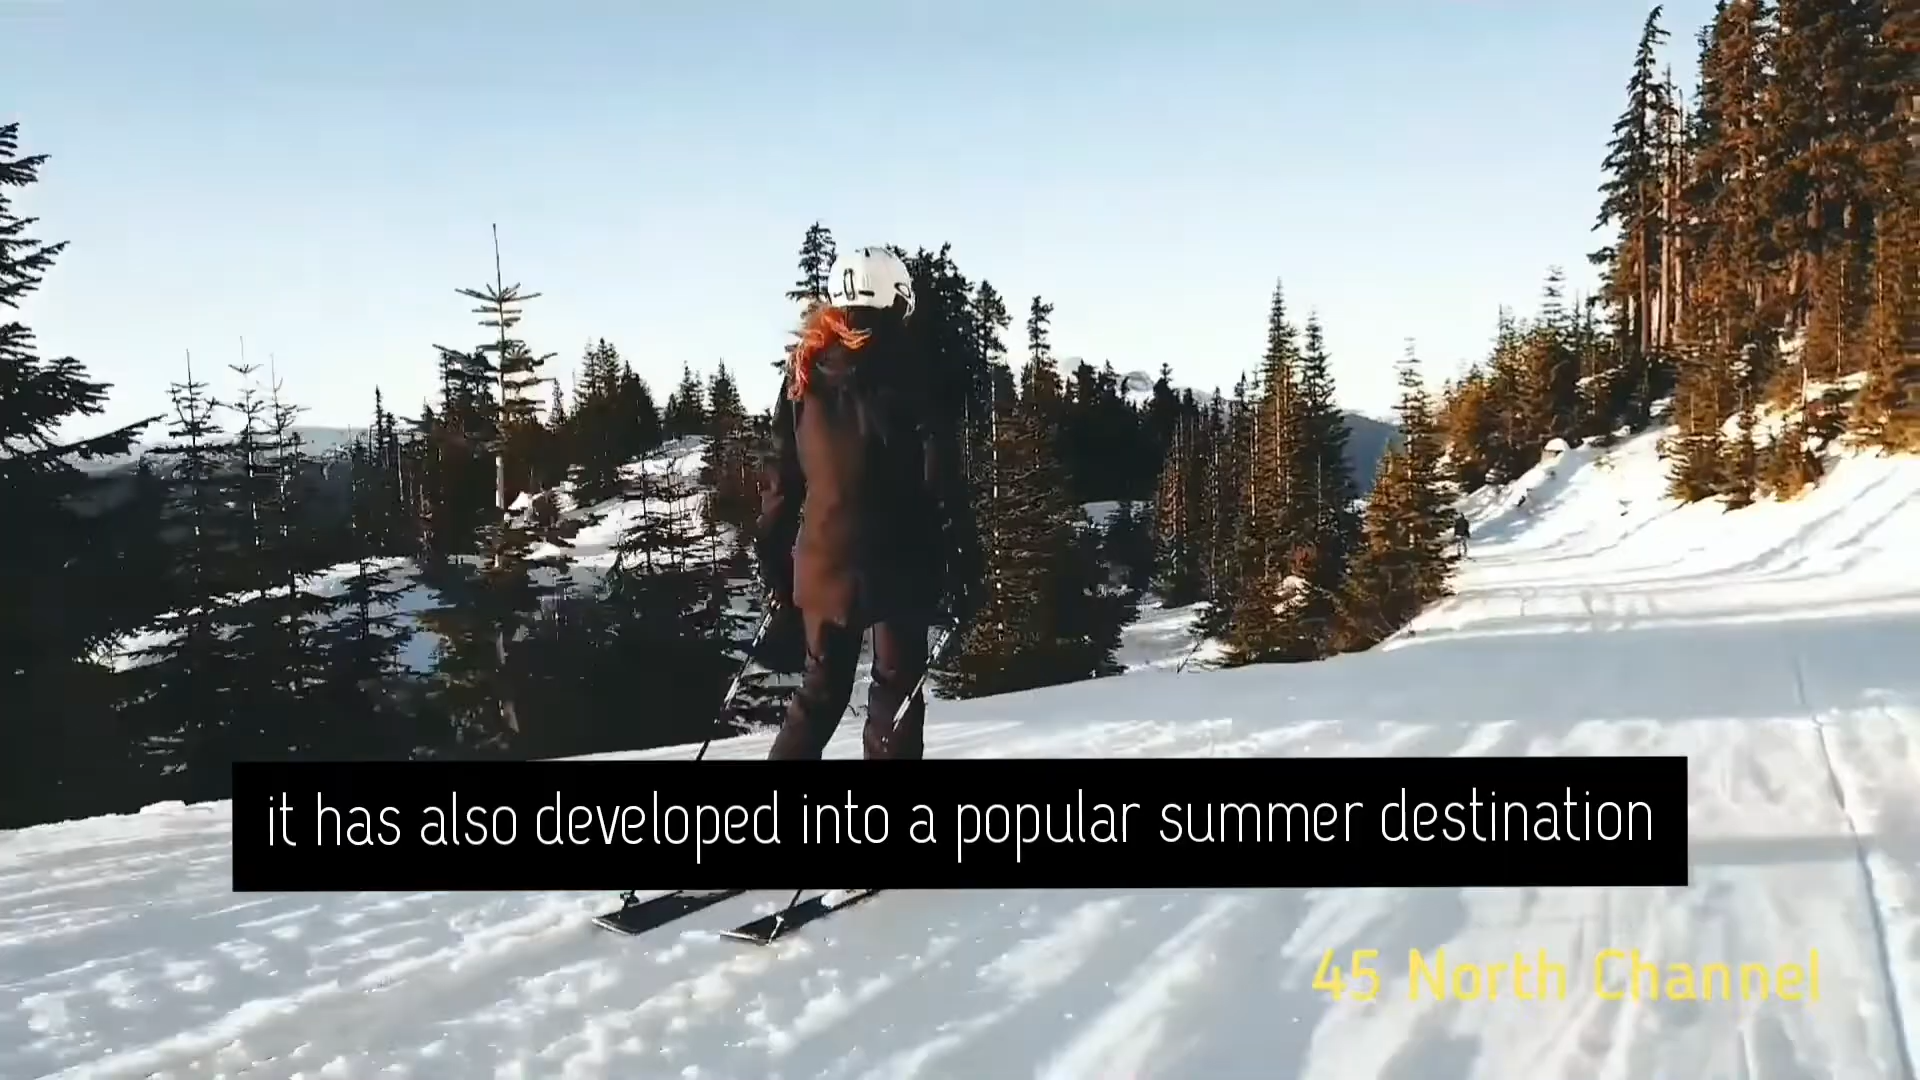 it has also developed into a popular summer destination
45 North Channel